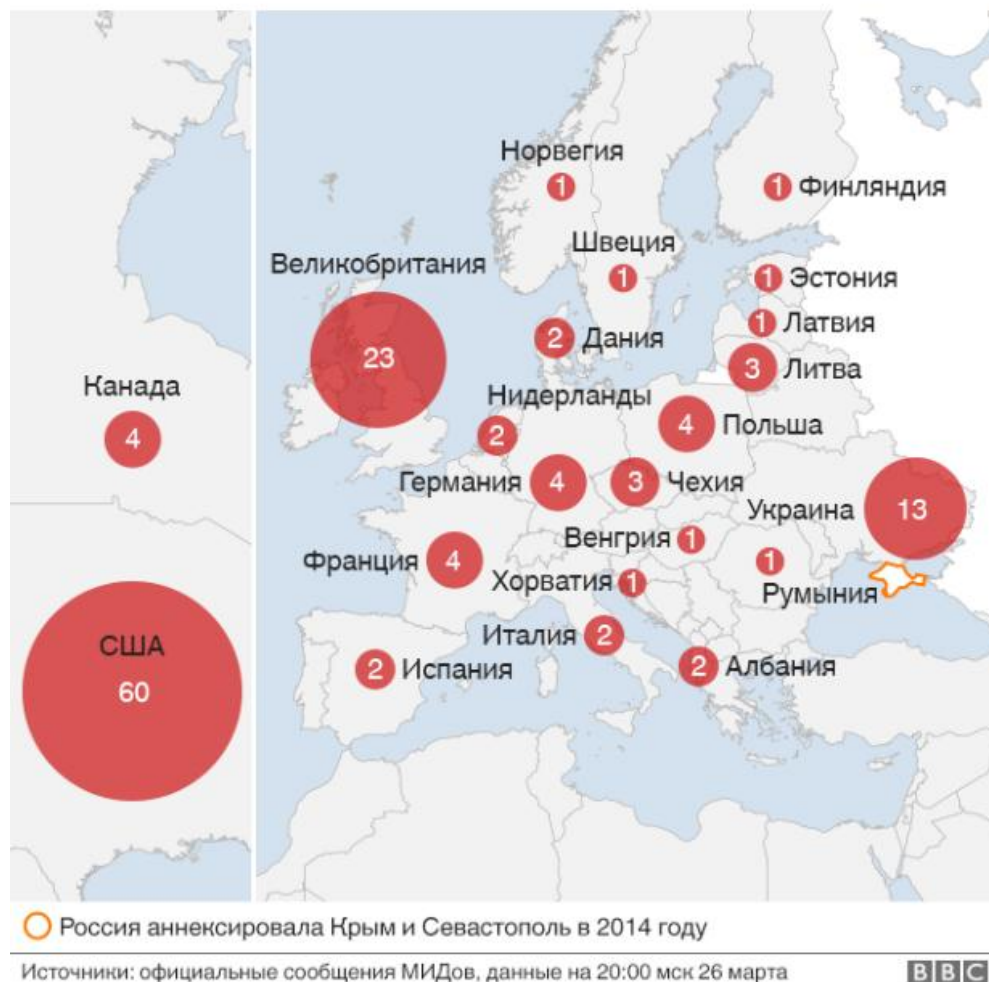 Норвегия
1
1 Финляндия
Швеция
1
Великобритания
23
1 Эстония
1 Латвия
2 Дания
3 Литва
Канада
4
Нидерланды
2
4 Польша
Германия 4
3 Чехия
Украина 13
Венгрия 1
Франция 4
1
Румыния
Хорватия 1
Италия 2
США
60
2 Испания
2 Албания
Россия аннексировала Крым и Севастополь в 2014 году
Источники: официальные сообщения МИДов, данные на 20:00 мск 26 марта
BBC